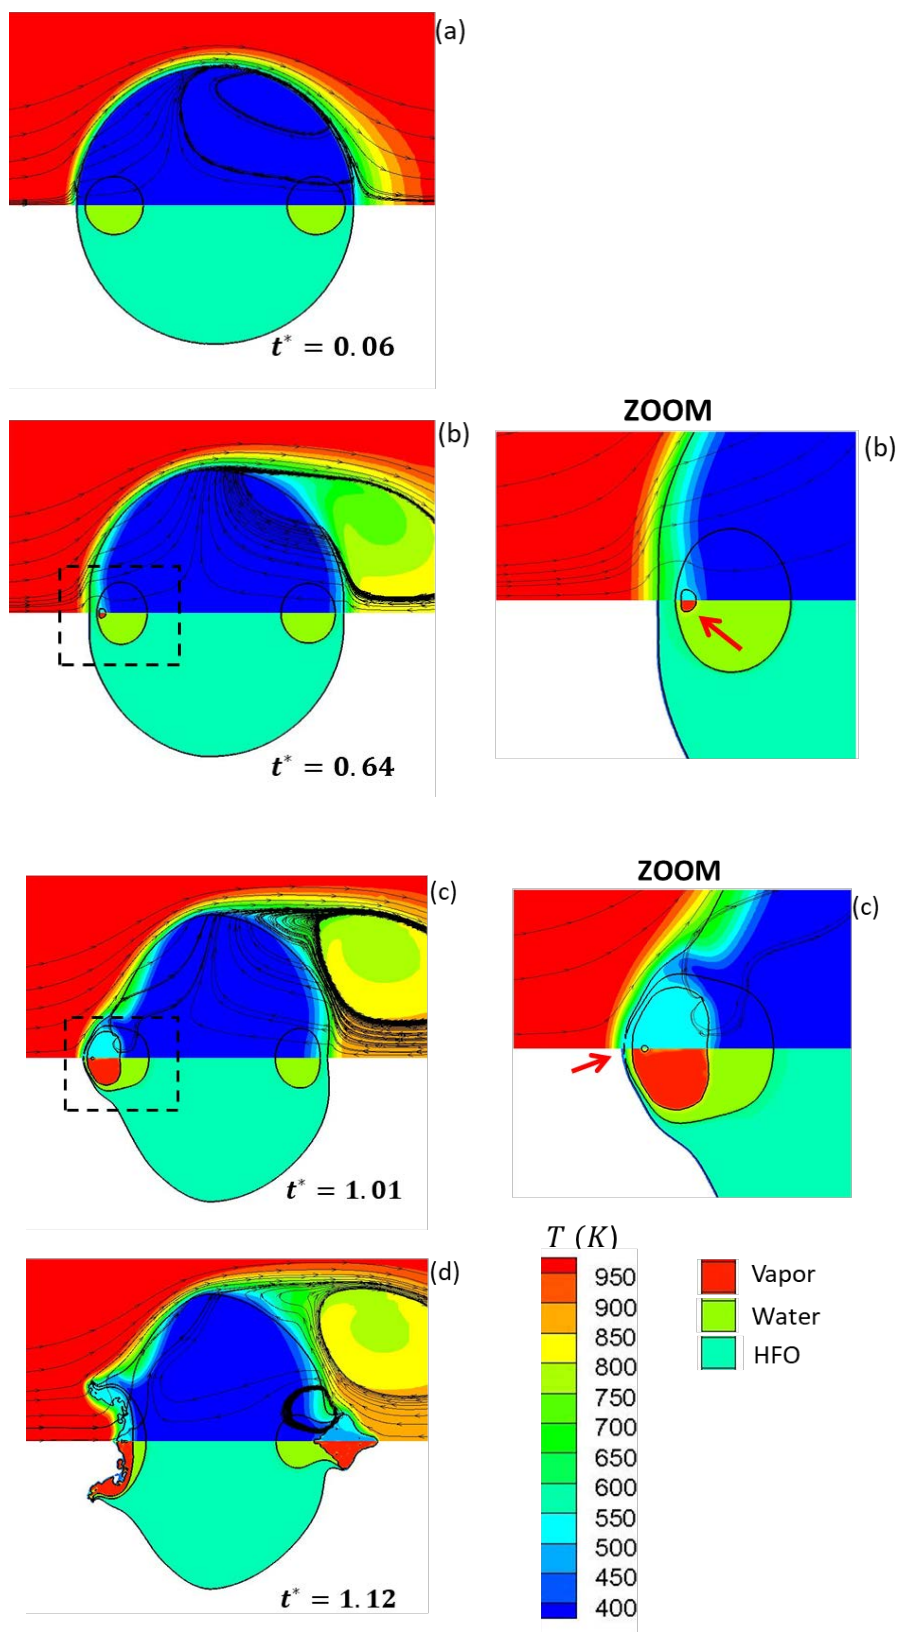 (a)
t* = 0.06
ZOOM
(b)
(b)
t* = 0.64
ZOOM
(c)
(c)
t* = 1.01
T (K)
(d)
950
900
850
800
750
700
650
600
550
500
450
400
Vapor
Water
HFO
t* = 1.12